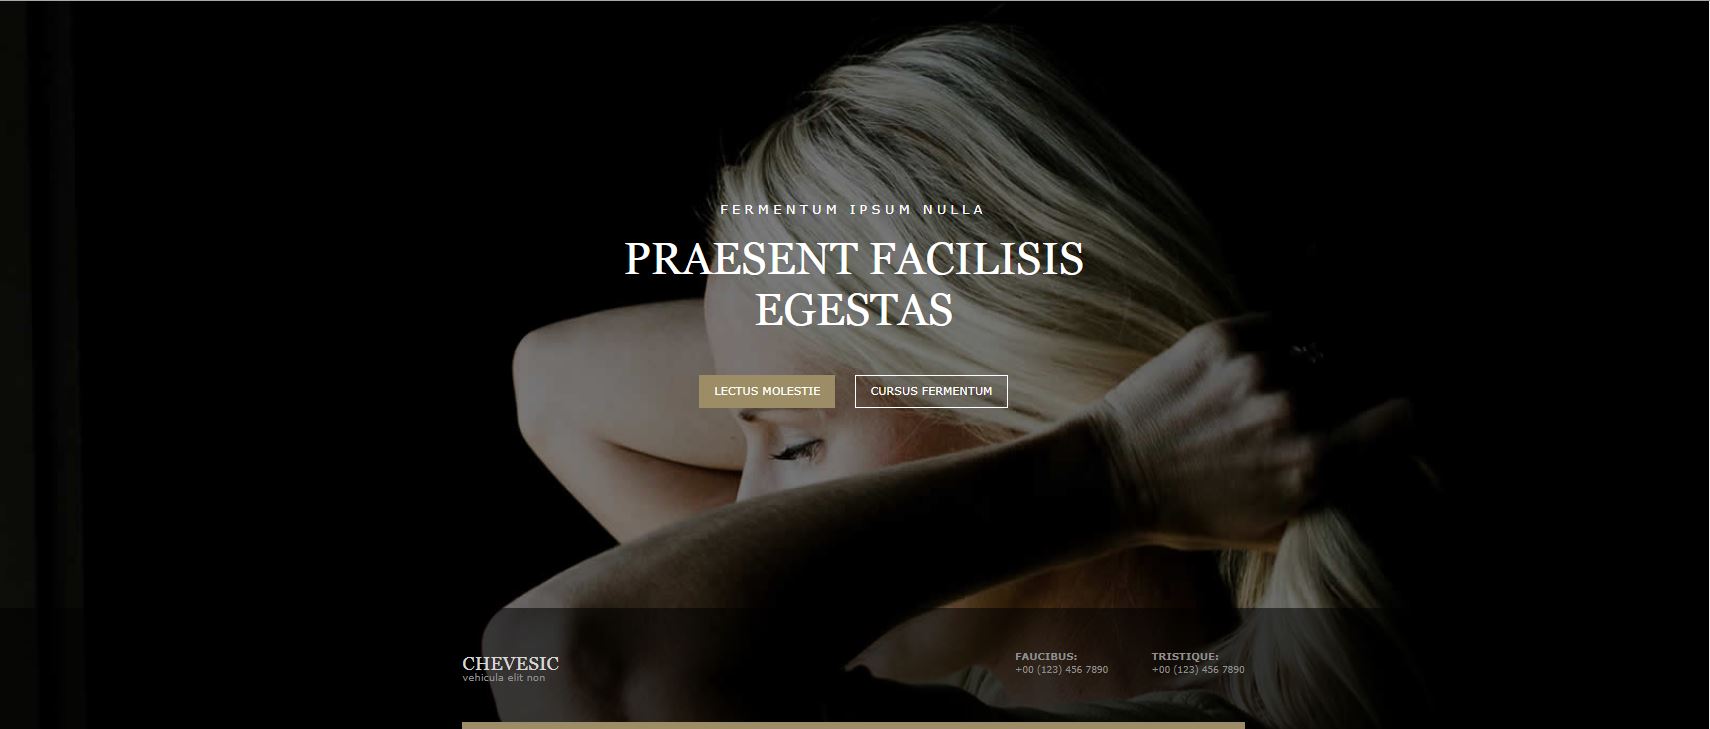 FERMENTUM IPSUM NULLA
PRAESENT FACILISIS
EGESTAS
LECTUS MOLESTIE
CURSUS FERMENTUM
CHEVESIC
vehicula elit non
FAUCIBUS:
+00 (123) 456 7890
TRISTIQUE:
+00 (123) 456 7890